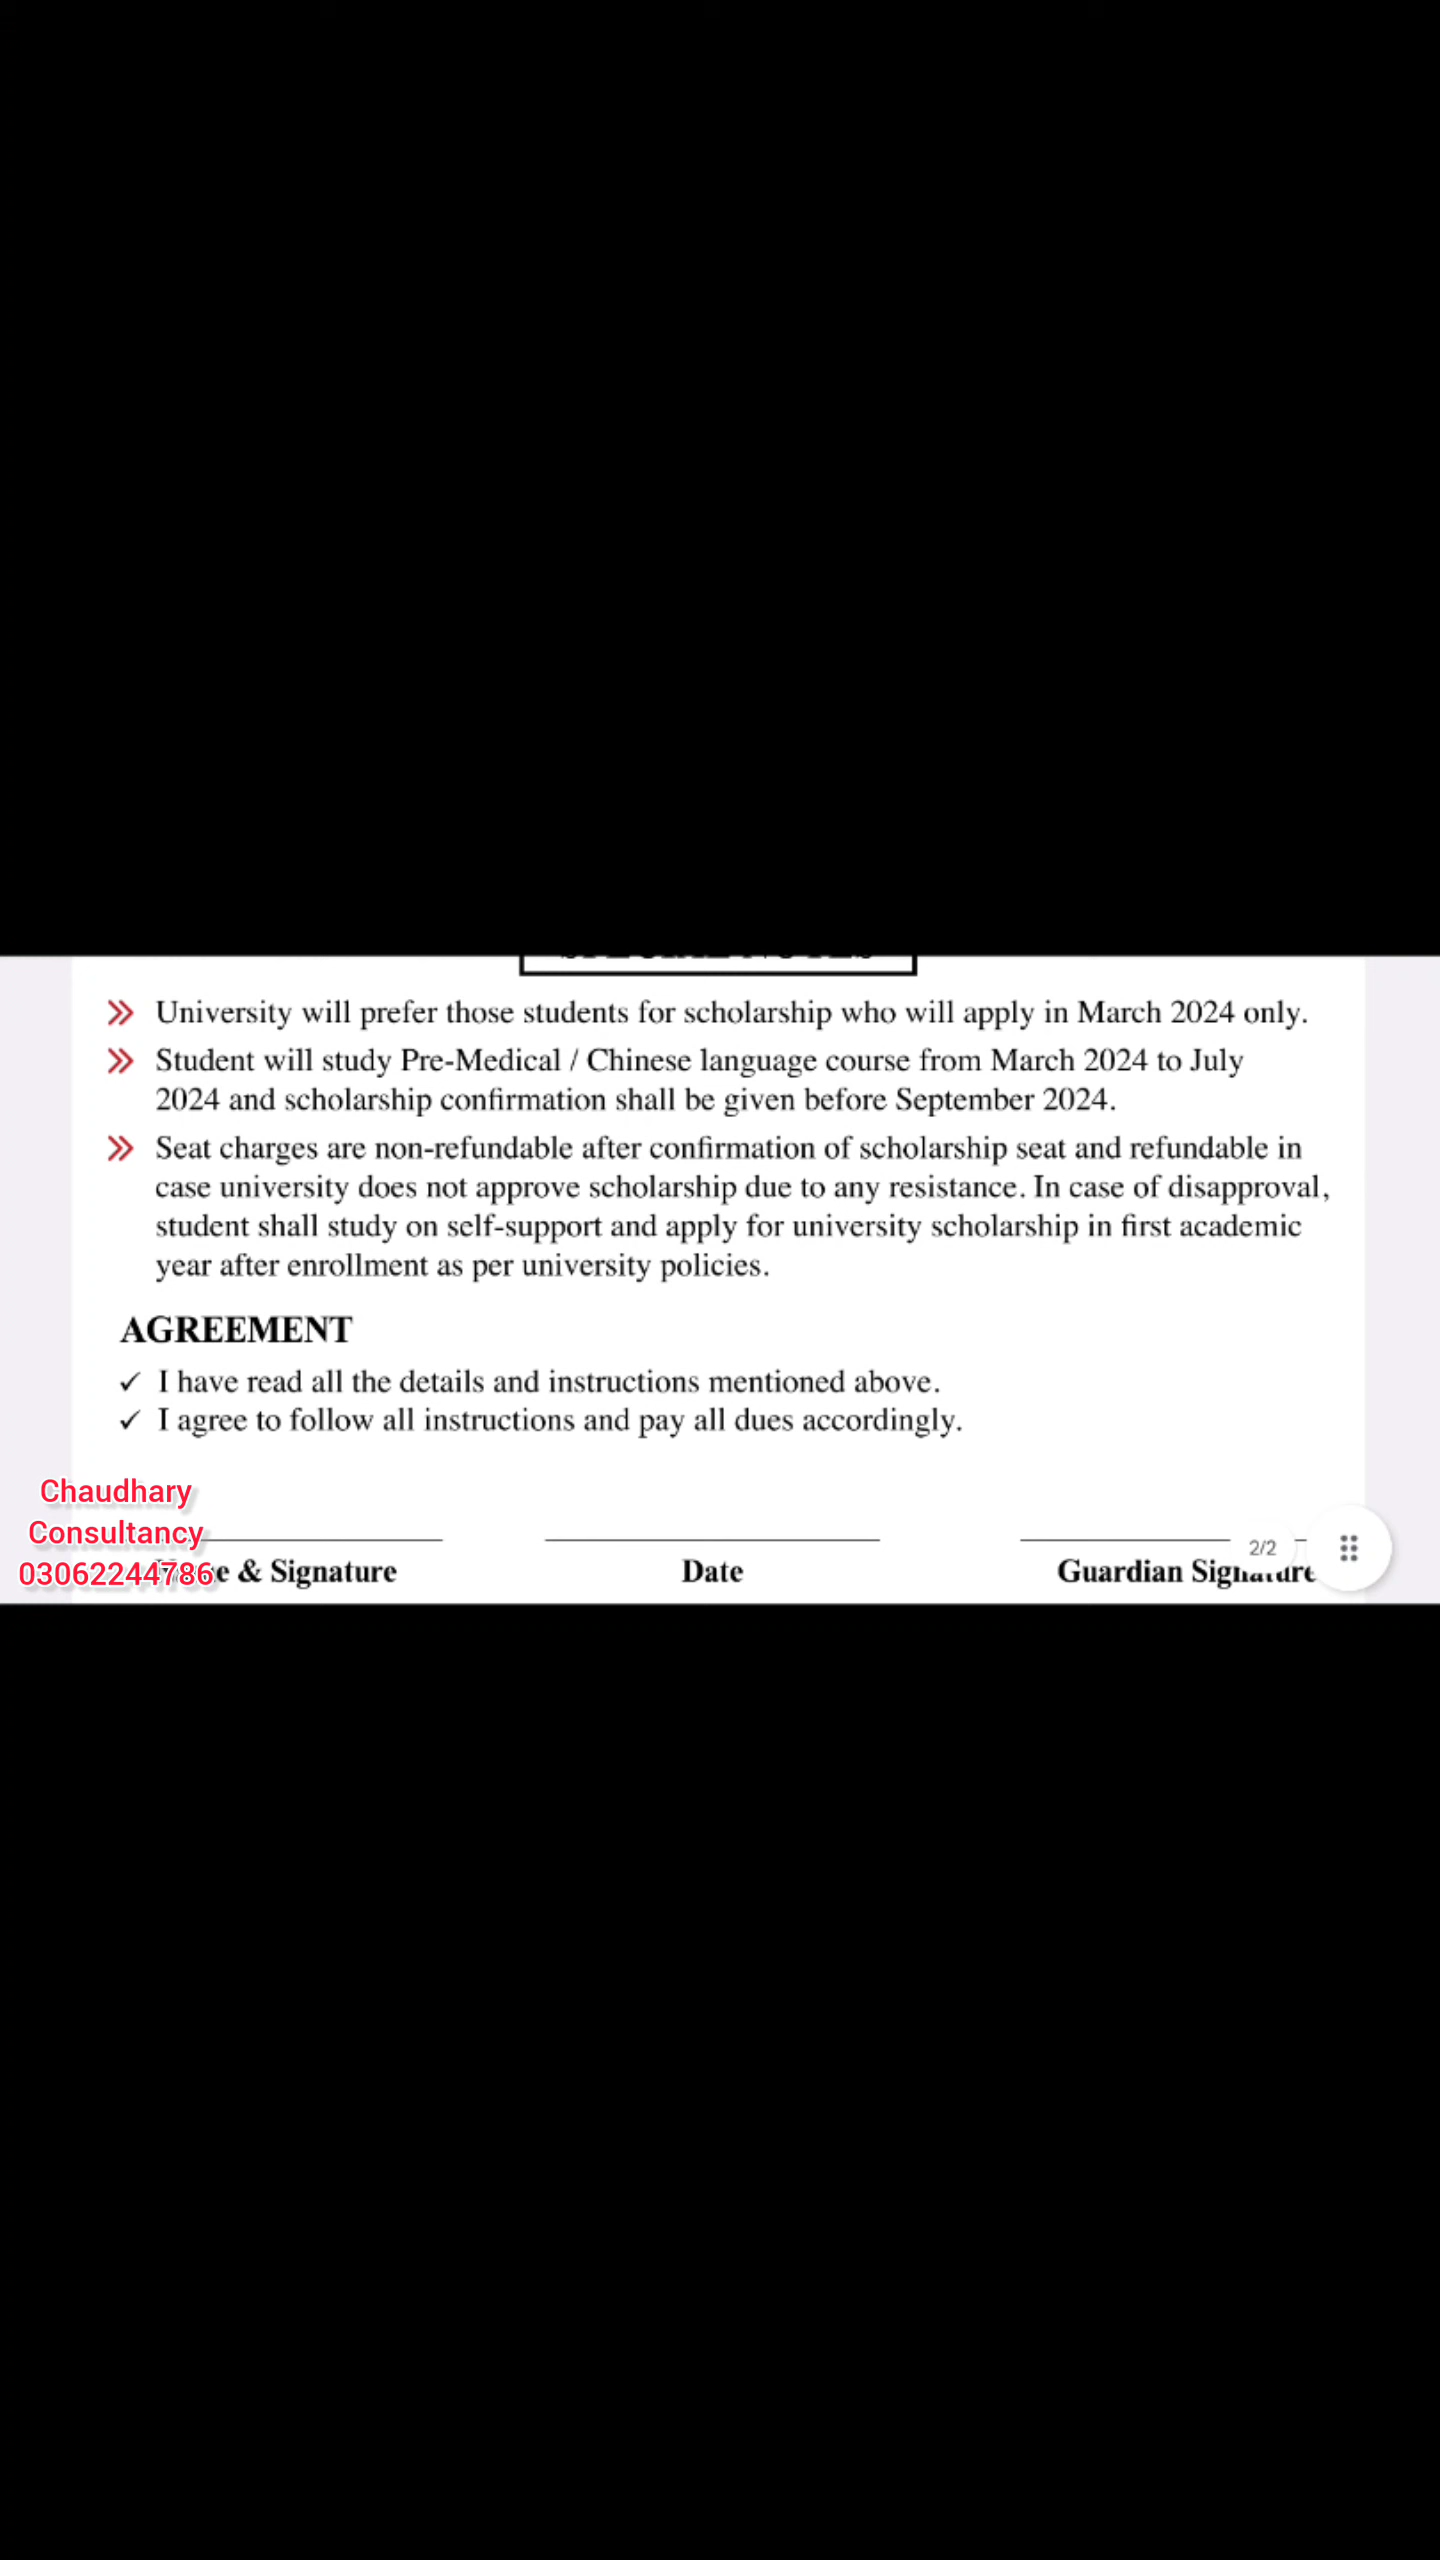 SPECIAL NOTES
University will prefer those students for scholarship who will apply in March 2024 only.
Student will study Pre-Medical / Chinese language course from March 2024 to July
2024 and scholarship confirmation shall be given before September 2024.
Seat charges are non-refundable after confirmation of scholarship seat and refundable in
case university does not approve scholarship due to any resistance. In case of disapproval,
student shall study on self-support and apply for university scholarship in first academic
year after enrollment as per university policies.
AGREEMENT
✓ I have read all the details and instructions mentioned above.
✓ I agree to follow all instructions and pay all dues accordingly.
Chaudhary
Consultancy
03062244786
& Signature
Date
Guardian Signature
2/2